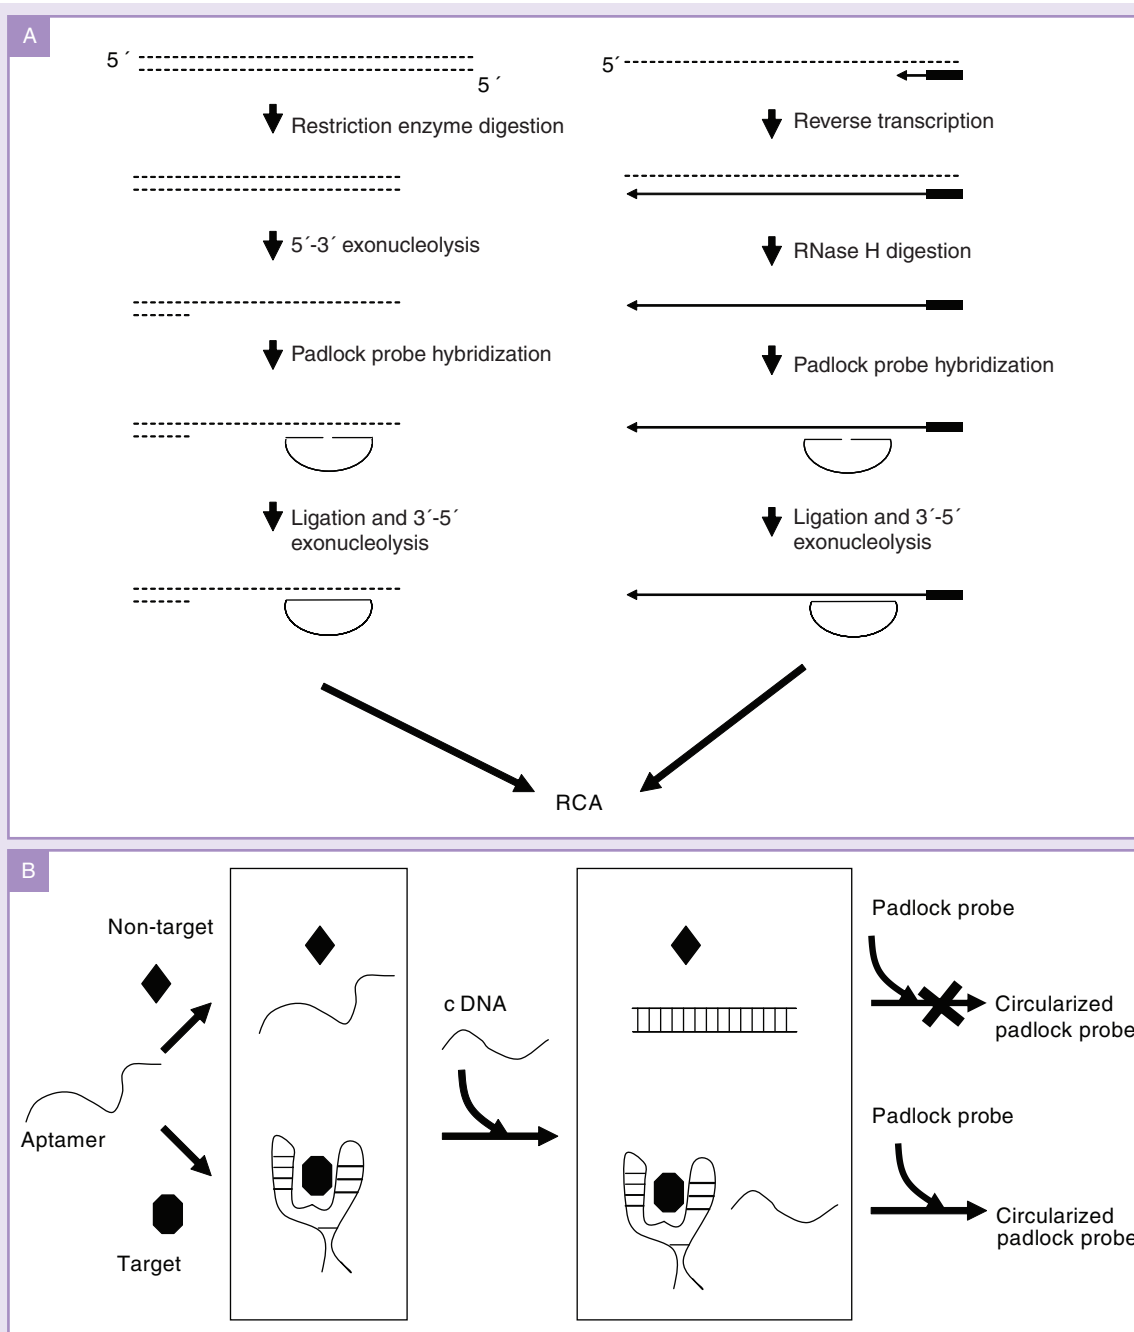 A
5´
5´
Restriction enzyme digestion
5´-3´ exonucleolysis
Padlock probe hybridization
Ligation and 3´-5´
exonucleolysis
5´
Reverse transcription
RNase H digestion
Padlock probe hybridization
Ligation and 3´-5´
exonucleolysis
RCA
B
Non-target
Aptamer
Target
c DNA
Padlock probe
Circularized
padlock probe
Padlock probe
Circularized
padlock probe